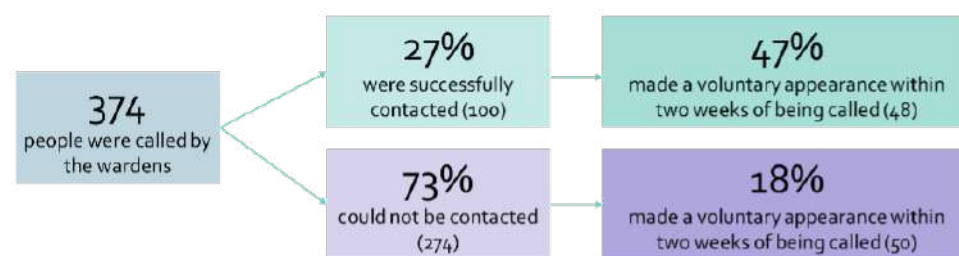 374
people were called by
the wardens
27%
were successfully
contacted (100)
47%
made a voluntary appearance within
two weeks of being called (48)
73%
could not be contacted
(274)
18%
made a voluntary appearance within
two weeks of being called (50)